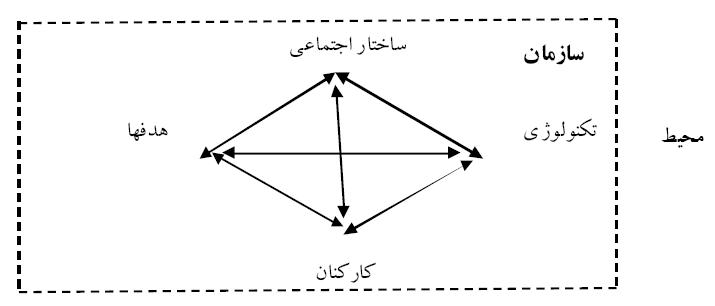 ساختار اجتماعی
سازمان
هدفها
تکنولوژی
محیط
کارکنان